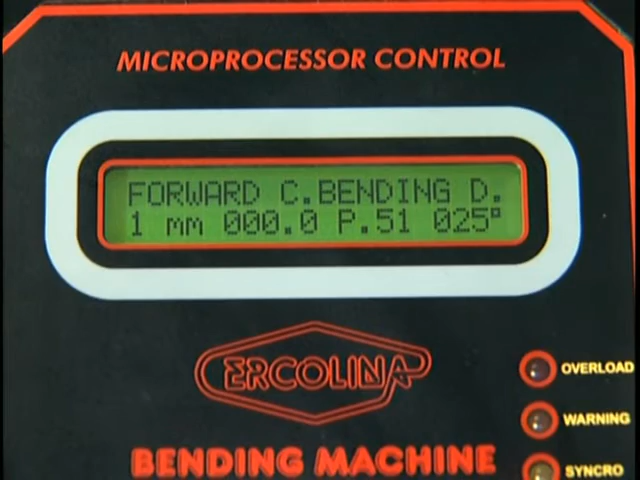 MICROPROCESSOR CONTROL
FORWARD C.BENDING D.
1 mm 000.0 P.51 025°
ERCOLINA
OVERLOAD
WARNING
BENDING MACHINE
SYNCRO